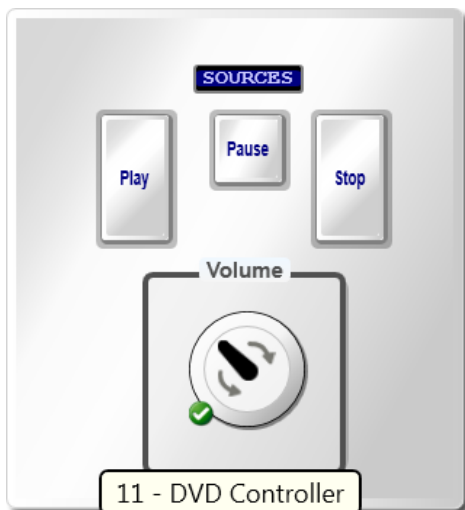 SOURCES
Play
Pause
Stop
Volume
11 - DVD Controller